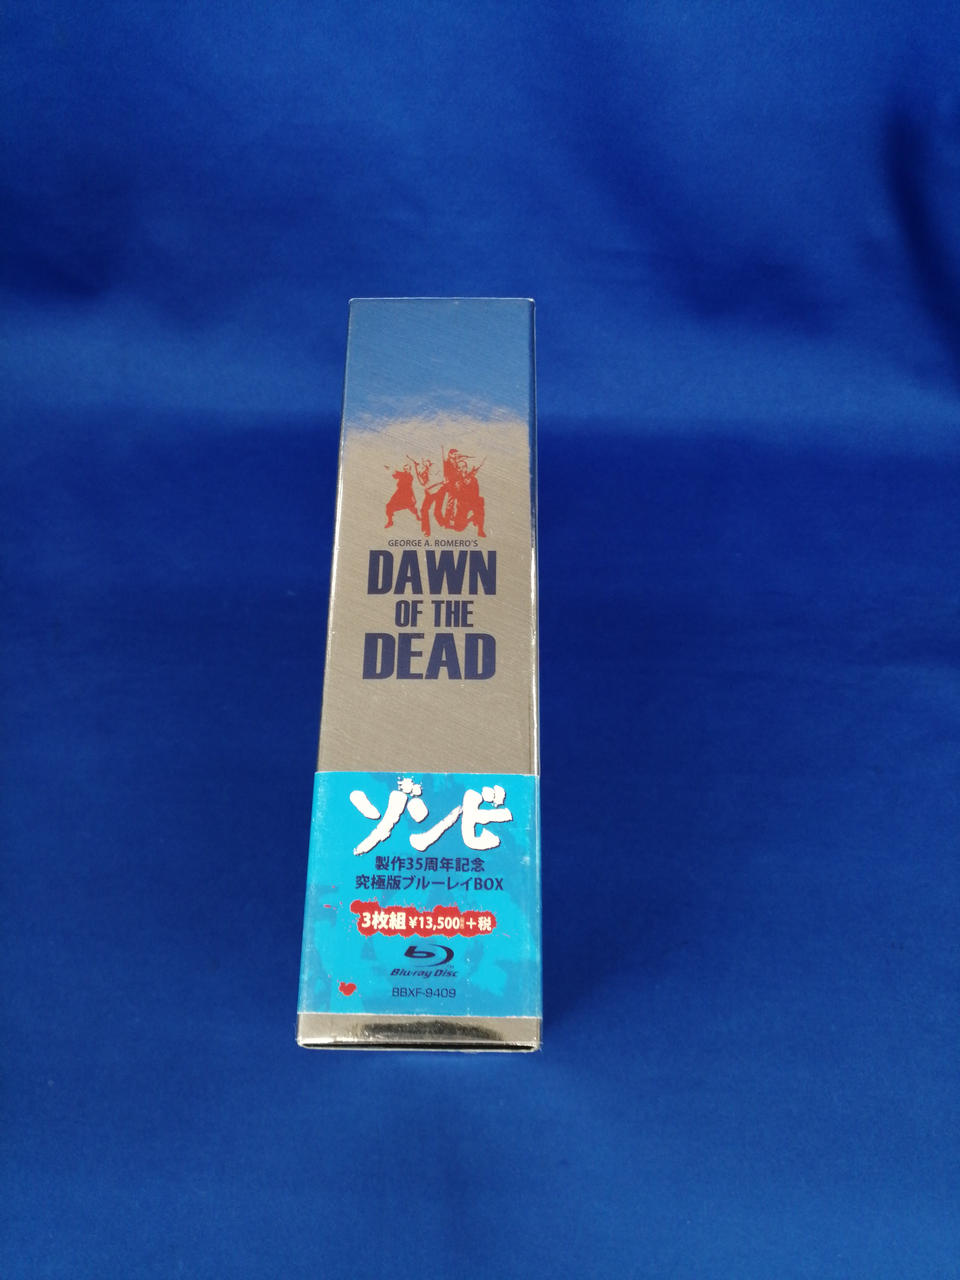 GEORGE A. ROMERO'S
DAWN
OF THE
DEAD
ゾンビ
製作35周年記念
究極版ブルーレイBOX
3枚組 ¥13,500 +税
Blu-ray Disc
BBXF-9409